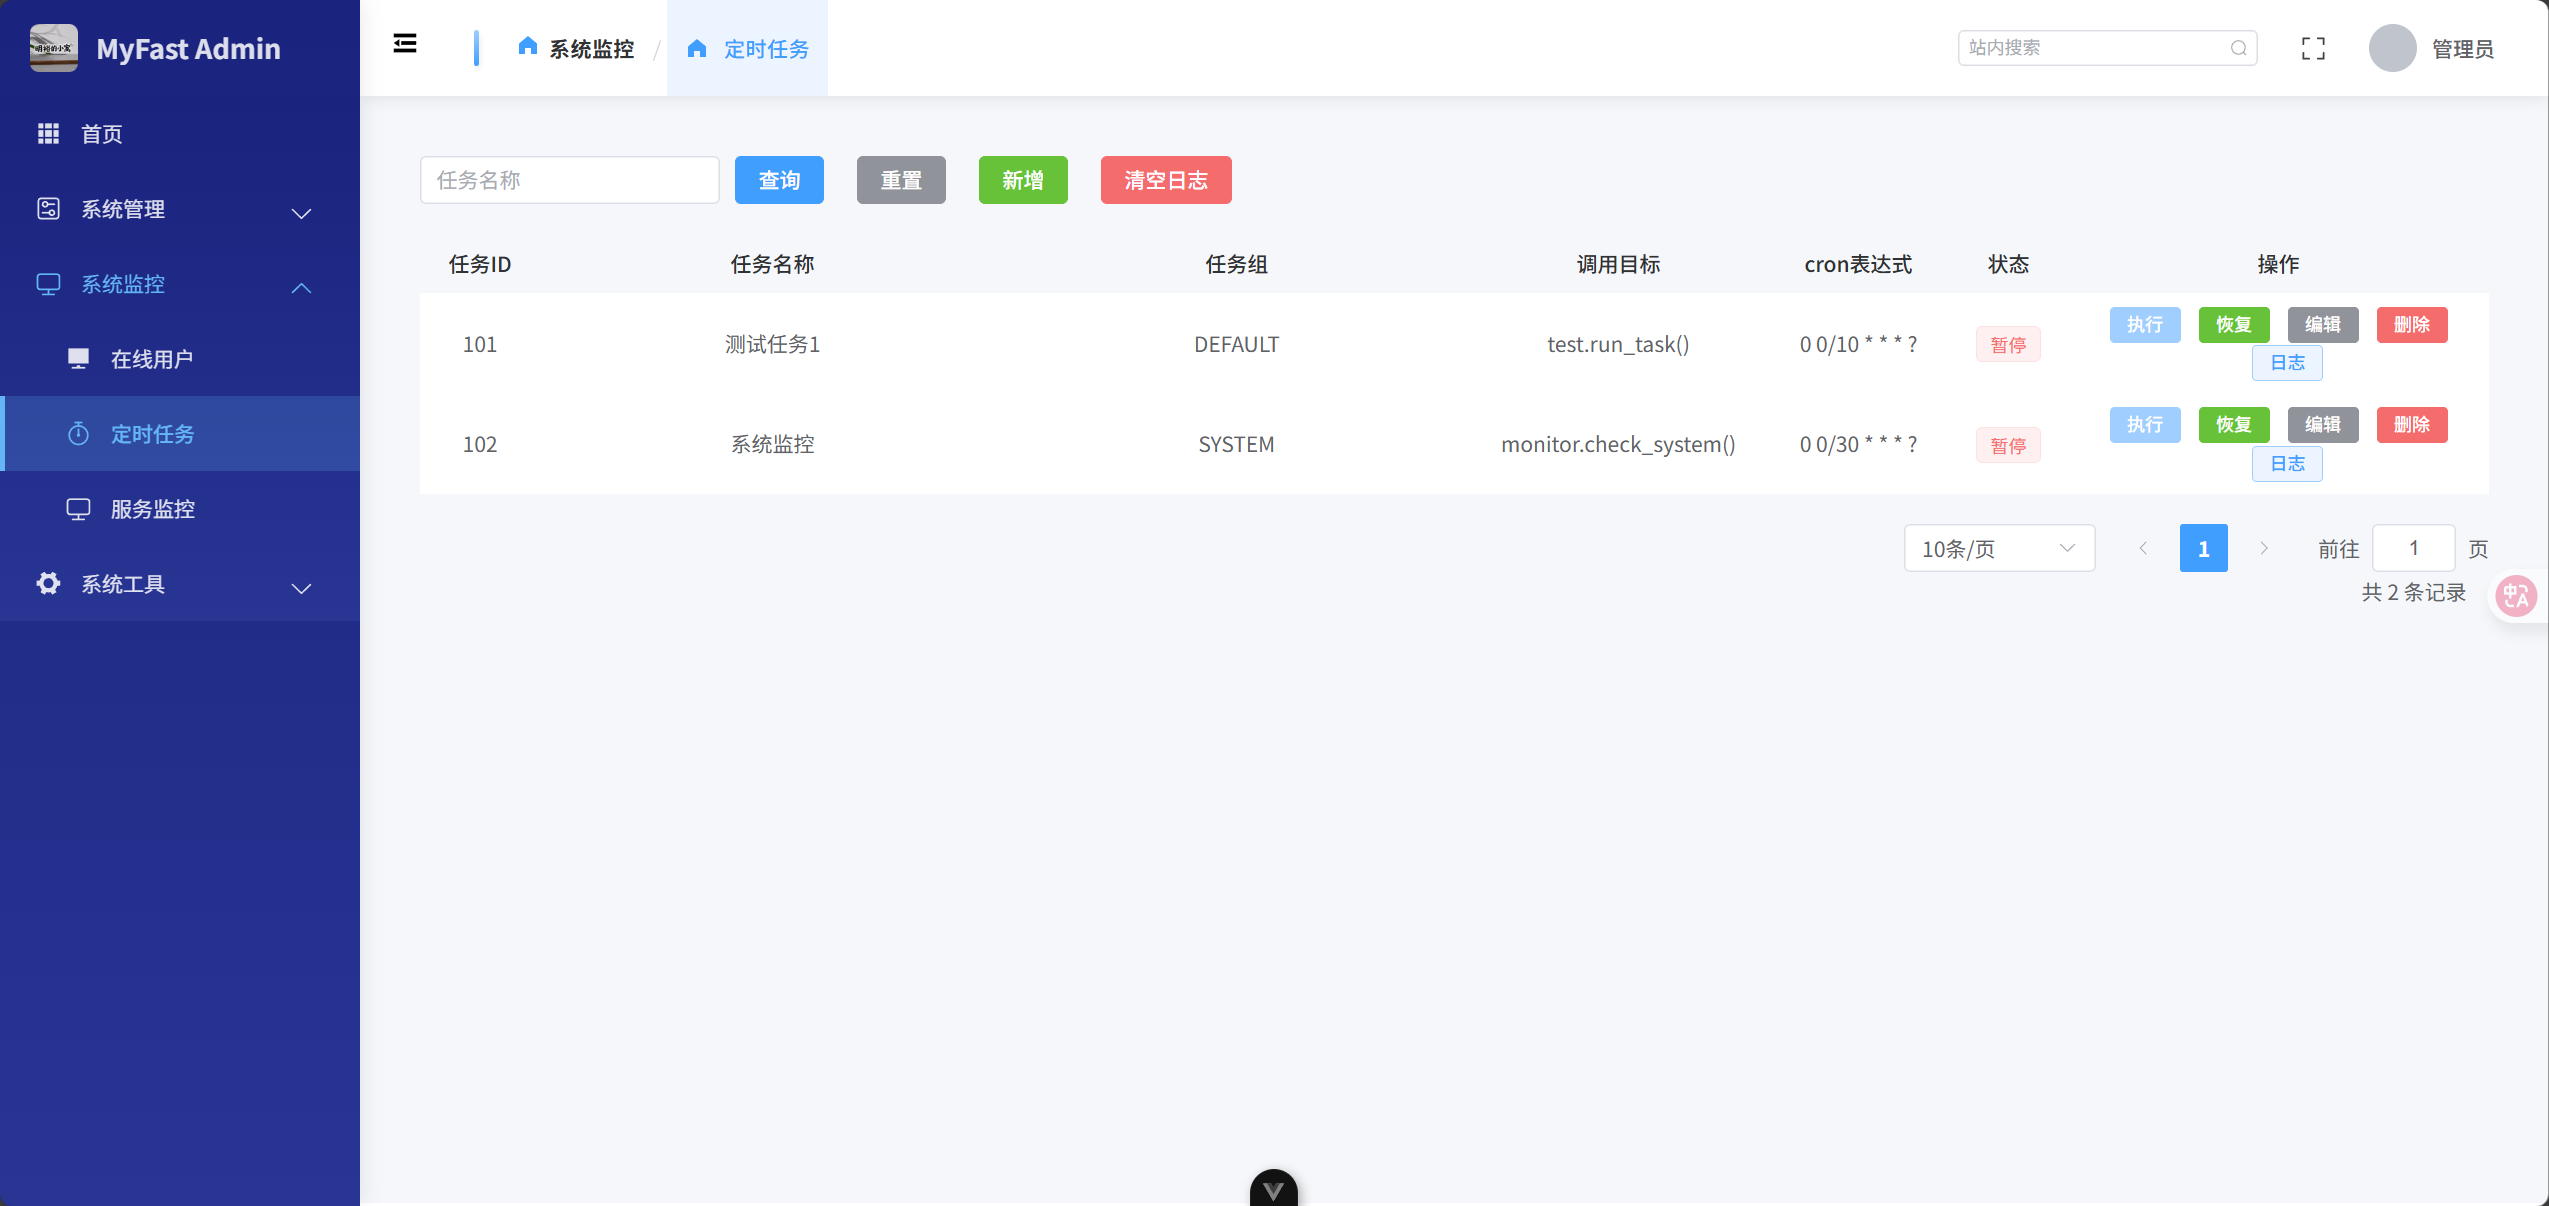 明裕的小寓
MyFast Admin
首页
系统管理
系统监控
在线用户
定时任务
服务监控
系统工具
系统监控 / 定时任务
站内搜索
管理员
任务名称 查询 重置 新增 清空日志
任务ID 任务名称 任务组 调用目标 cron表达式 状态 操作
101 测试任务1 DEFAULT test.run_task() 0 0/10 * * * ? 暂停 执行 恢复 编辑 删除
日志
102 系统监控 SYSTEM monitor.check_system() 0 0/30 * * * ? 暂停 执行 恢复 编辑 删除
日志
10条/页 1 前往 1 页
共 2 条记录
中A